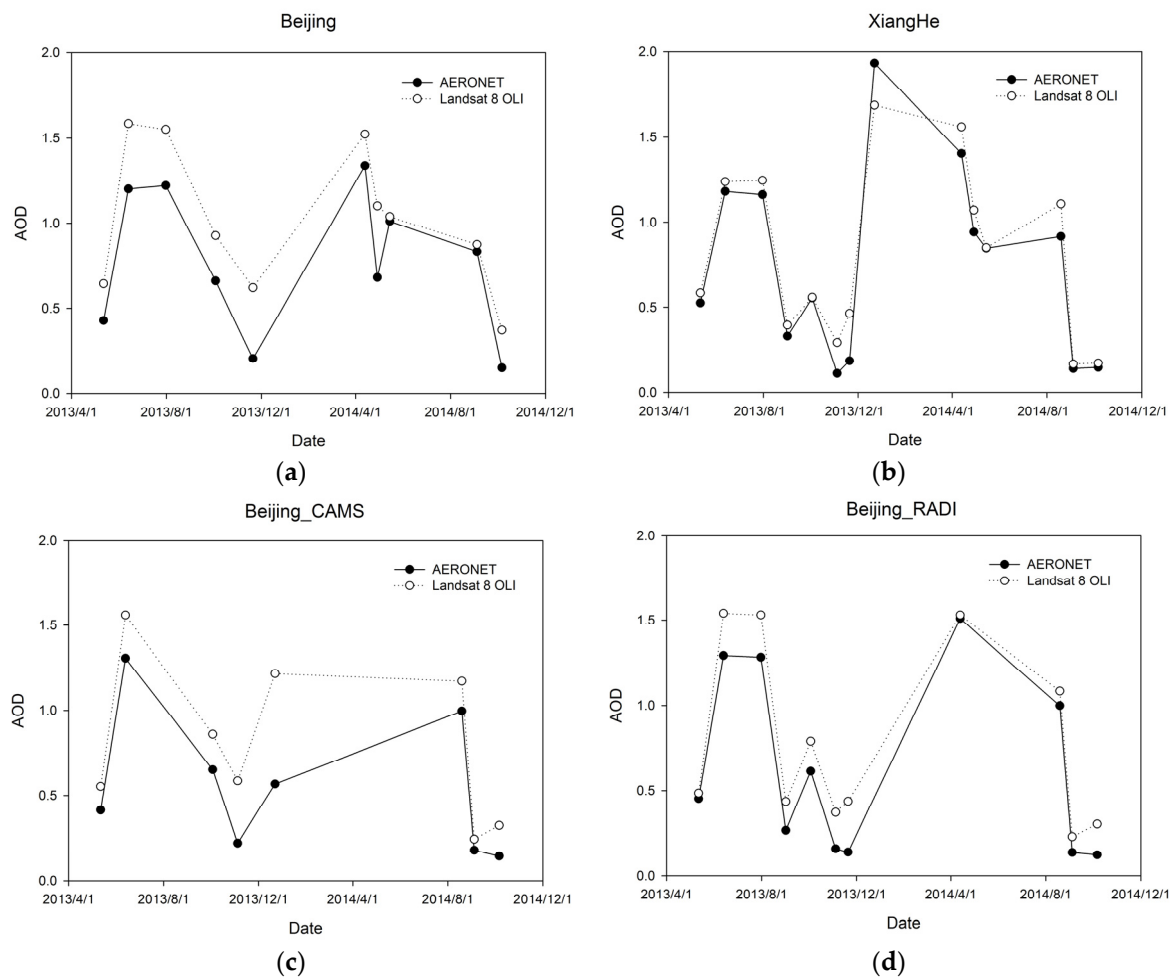 Beijing
2.0
AERONET
Landsat 8 OLI
1.5
AOD
1.0
0.5
0.0
2013/4/1 2013/8/1 2013/12/1 2014/4/1 2014/8/1 2014/12/1
Date
(a)
XiangHe
2.0
AERONET
Landsat 8 OLI
1.5
AOD
1.0
0.5
0.0
2013/4/1 2013/8/1 2013/12/1 2014/4/1 2014/8/1 2014/12/1
Date
(b)
Beijing_CAMS
2.0
AERONET
Landsat 8 OLI
1.5
AOD
1.0
0.5
0.0
2013/4/1 2013/8/1 2013/12/1 2014/4/1 2014/8/1 2014/12/1
Date
(c)
Beijing_RADI
2.0
AERONET
Landsat 8 OLI
1.5
AOD
1.0
0.5
0.0
2013/4/1 2013/8/1 2013/12/1 2014/4/1 2014/8/1 2014/12/1
Date
(d)